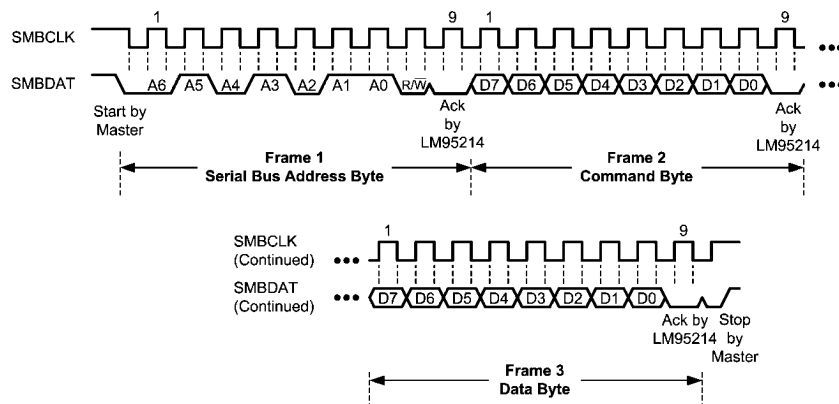 1 9 1 9
SMBCLK
SMBDAT
A6 A5 A4 A3 A2 A1 A0 R/W̅ D7 D6 D5 D4 D3 D2 D1 D0
Start by
Master
Ack
by
LM95214
Ack
by
LM95214
Frame 1
Serial Bus Address Byte
Frame 2
Command Byte
1 9
SMBCLK
(Continued)
SMBDAT
(Continued)
D7 D6 D5 D4 D3 D2 D1 D0
Ack by
LM95214
Stop
by
Master
Frame 3
Data Byte